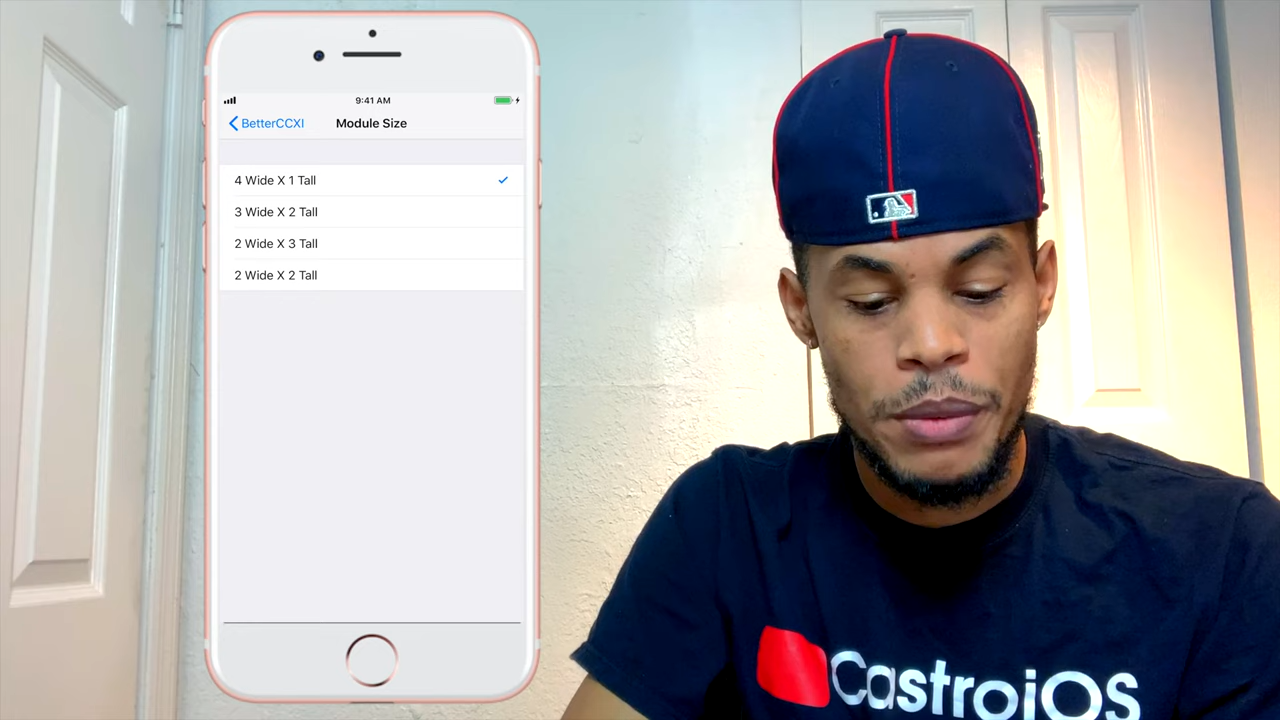 9:41 AM
BetterCCXI
Module Size
4 Wide X 1 Tall
3 Wide X 2 Tall
2 Wide X 3 Tall
2 Wide X 2 Tall
CastroiOS